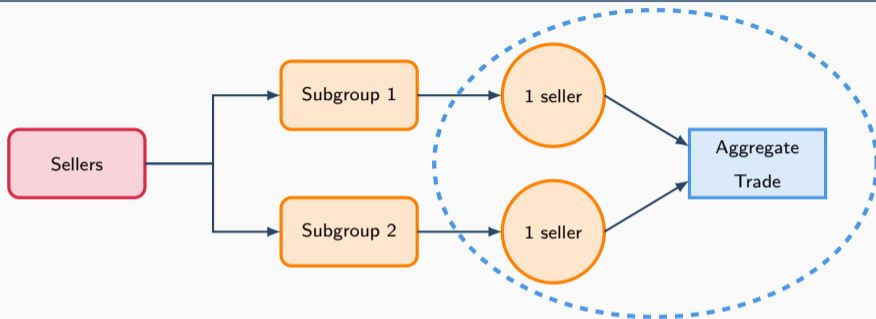 Sellers
Subgroup 1
1 seller
Subgroup 2
1 seller
Aggregate
Trade